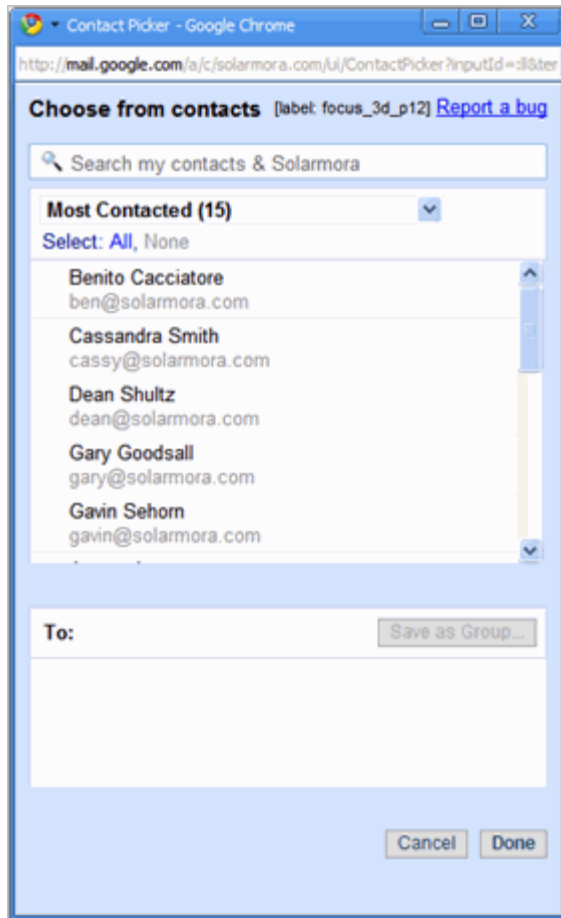 Contact Picker - Google Chrome
http://mail.google.com/a/c/solarmora.com/ui/ContactPicker?inputId=:ll&ter
Choose from contacts [label: focus_3d_p12] Report a bug
Search my contacts & Solarmora
Most Contacted (15)
Select: All, None
Benito Cacciatore
ben@solarmora.com
Cassandra Smith
cassy@solarmora.com
Dean Shultz
dean@solarmora.com
Gary Goodsall
gary@solarmora.com
Gavin Sehorn
gavin@solarmora.com
To: Save as Group...
Cancel Done